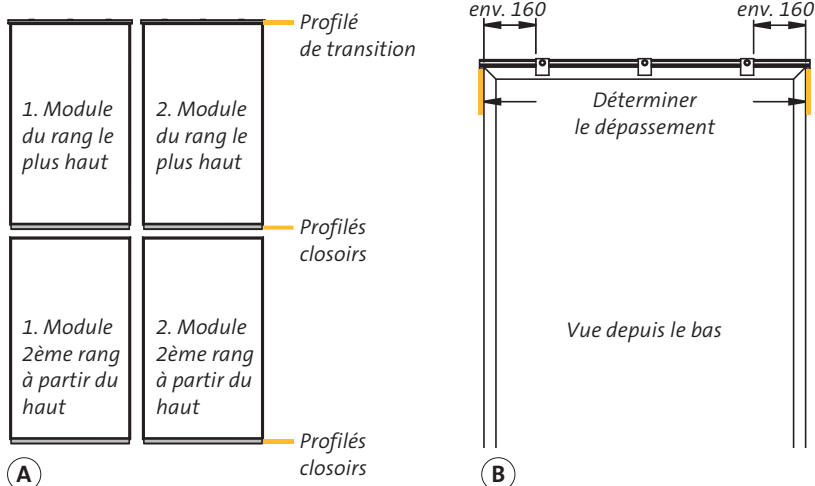 Profilé
de transition
1. Module
du rang le
plus haut
2. Module
du rang le
plus haut
Profilés
closoirs
1. Module
2ème rang
à partir du
haut
2. Module
2ème rang
à partir du
haut
Profilés
closoirs
A
env. 160
env. 160
Déterminer
le dépassement
Vue depuis le bas
B